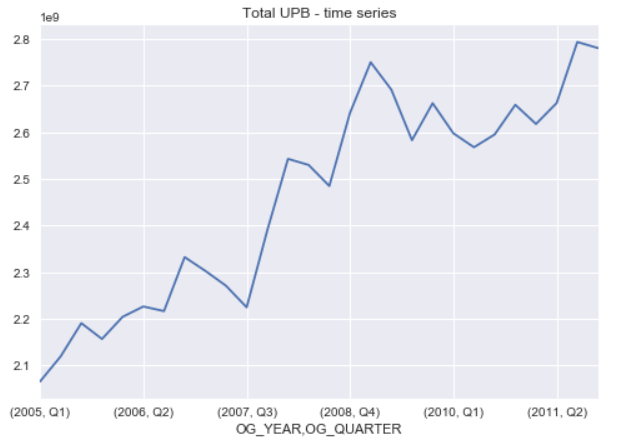 Total UPB - time series
1e9
2.8
2.7
2.6
2.5
2.4
2.3
2.2
2.1
(2005, Q1) (2006, Q2) (2007, Q3) (2008, Q4) (2010, Q1) (2011, Q2)
OG_YEAR,OG_QUARTER